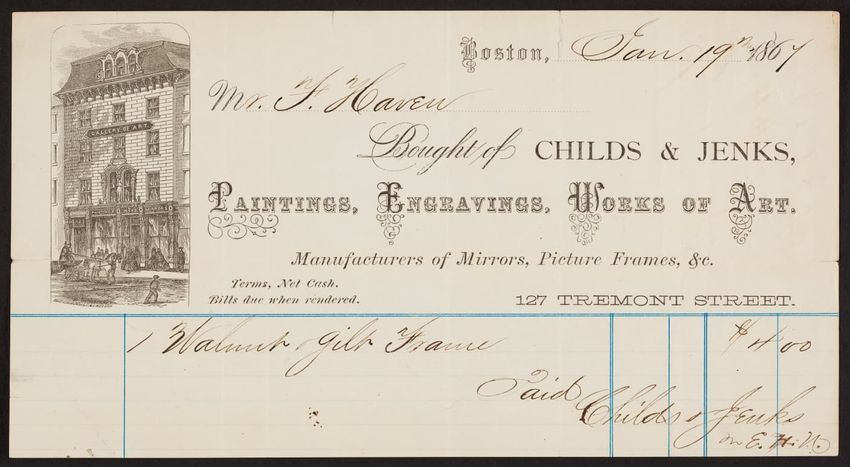 GALLERY OF ART.
Boston, Jan. 19th 1867
Mr. F. Haven
Bought of CHILDS & JENKS,
PAINTINGS, ENGRAVINGS, WORKS OF ART.
Manufacturers of Mirrors, Picture Frames, &c.
Terms, Net Cash.
Bills due when rendered.
127 TREMONT STREET.
1 Walnut & Gilt Frame $4 00
Paid
Childs & Jenks